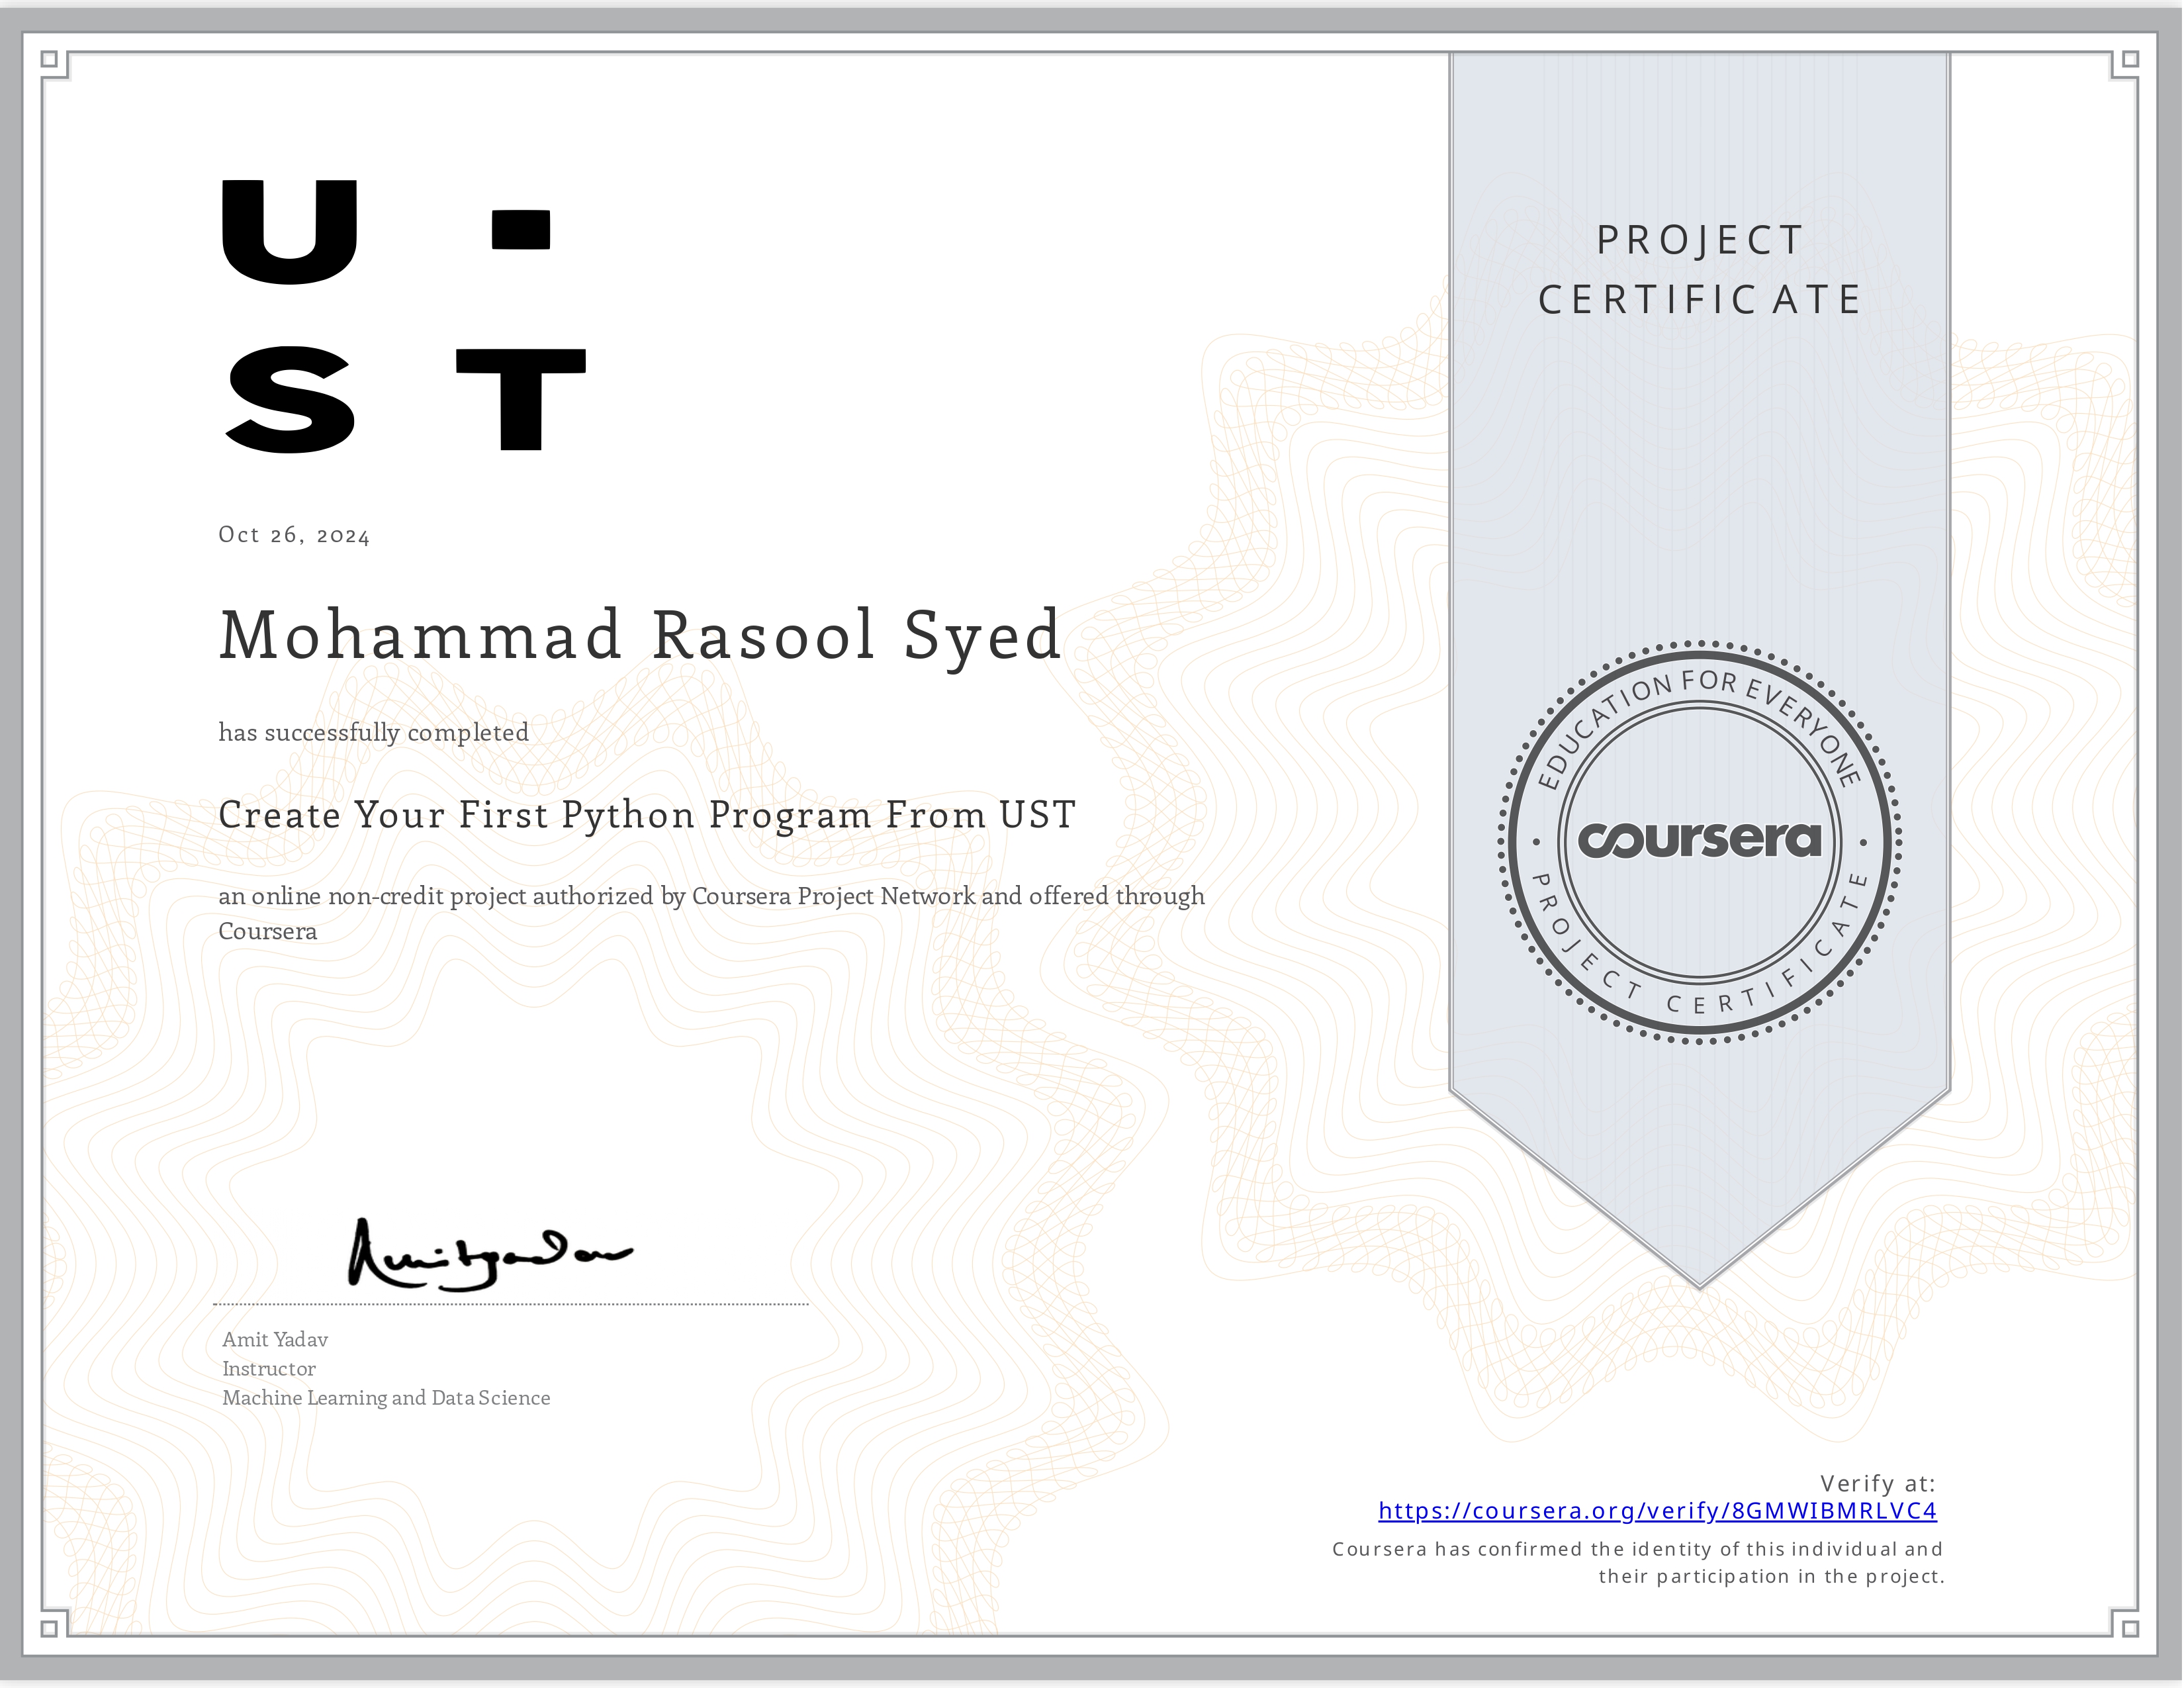 U ·
S T
Oct 26, 2024
Mohammad Rasool Syed
has successfully completed
Create Your First Python Program From UST
an online non-credit project authorized by Coursera Project Network and offered through
Coursera
Amit Yadav
Amit Yadav
Instructor
Machine Learning and Data Science
PROJECT
CERTIFICATE
EDUCATION FOR EVERYONE
coursera
PROJECT CERTIFICATE
Verify at:
https://coursera.org/verify/8GMWIBMRLVC4
Coursera has confirmed the identity of this individual and
their participation in the project.